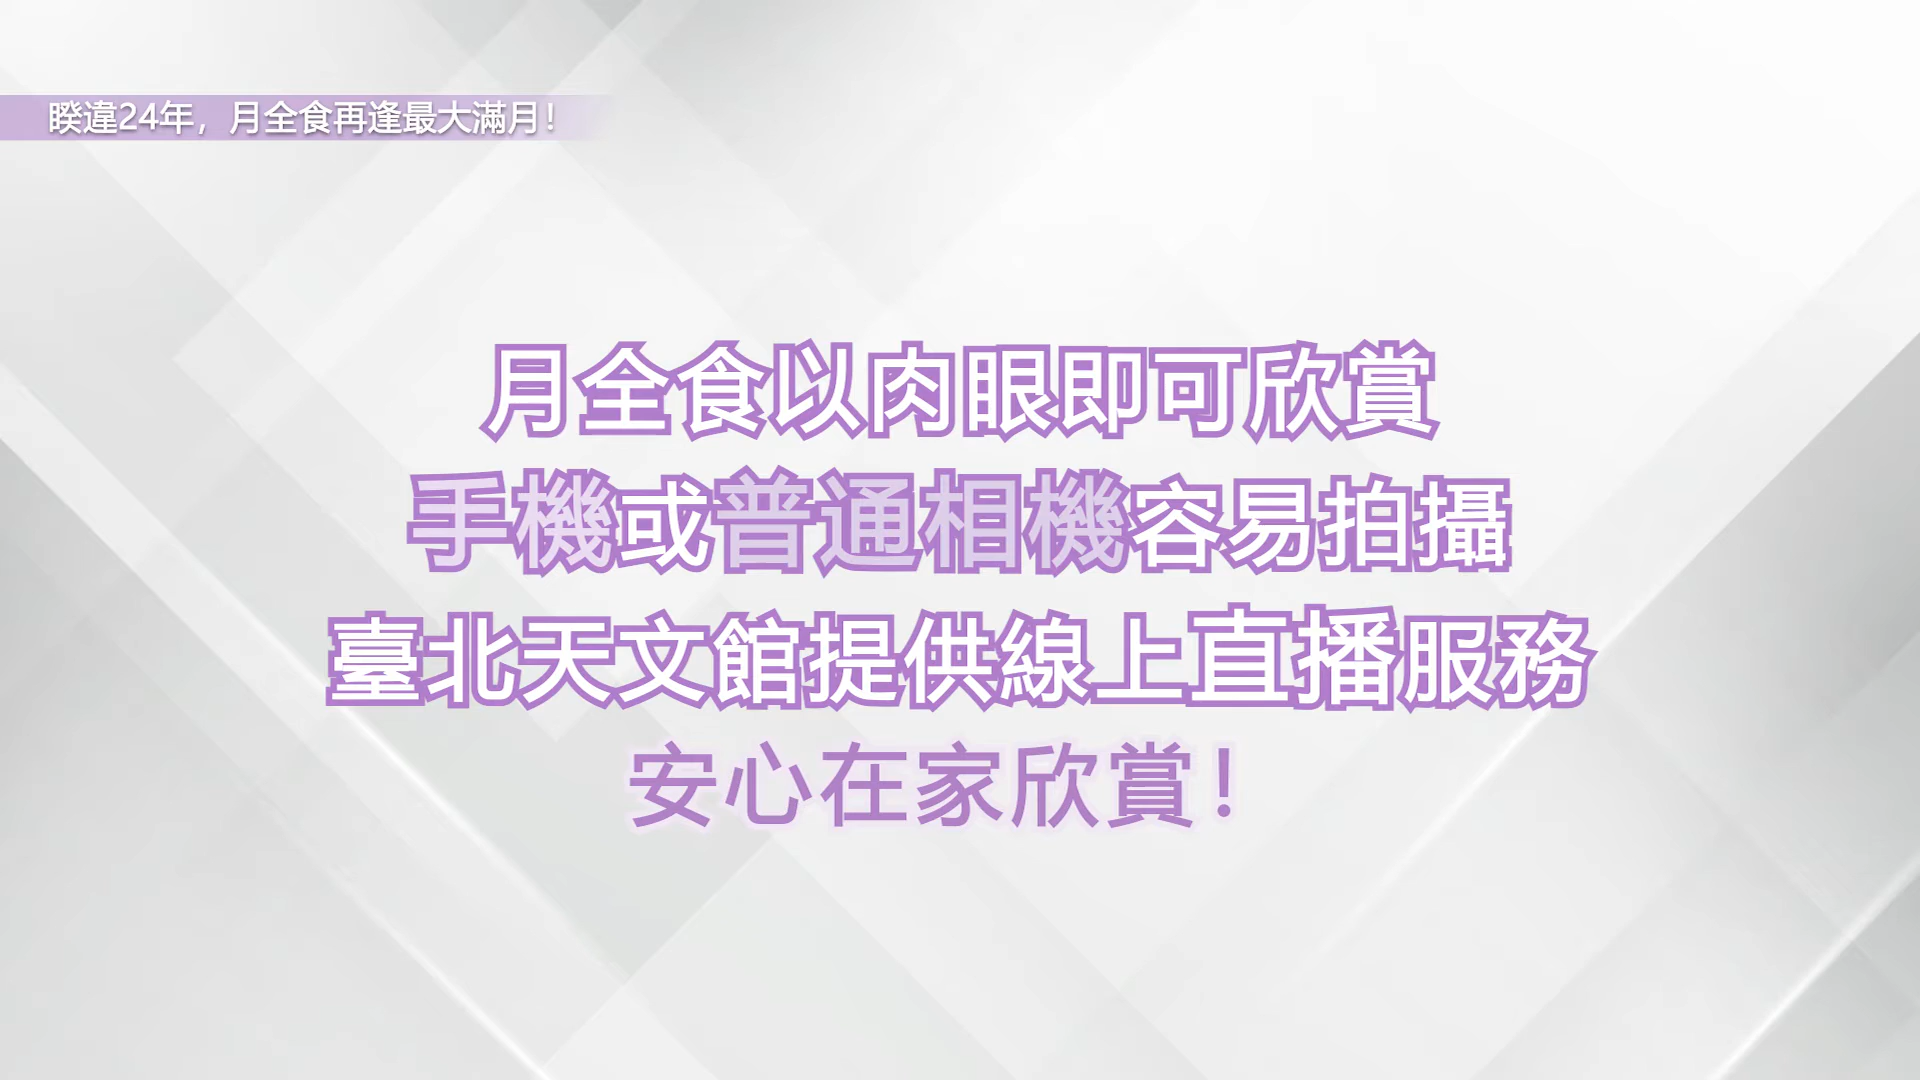 睽違24年，月全食再逢最大滿月！
月全食以肉眼即可欣賞
手機或普通相機容易拍攝
臺北天文館提供線上直播服務
安心在家欣賞！